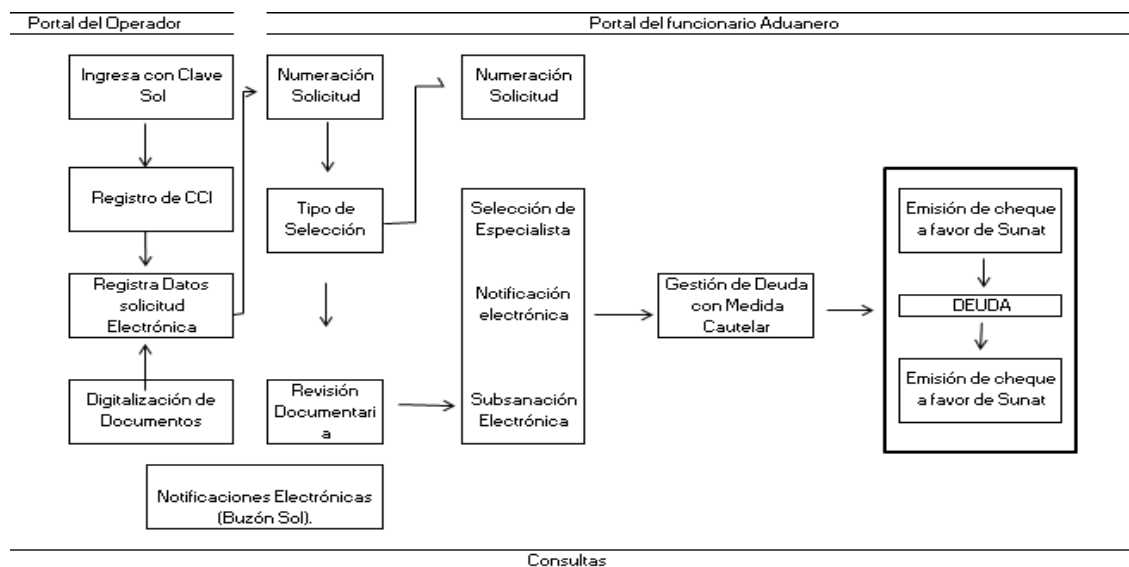 Portal del Operador
Portal del funcionario Aduanero
Ingresa con Clave
Sol
Registro de CCI
Registra Datos
solicitud
Electrónica
Digitalización de
Documentos
Numeración
Solicitud
Tipo de
Selección
Revisión
Documentari
a
Numeración
Solicitud
Selección de
Especialista
Notificación
electrónica
Subsanación
Electrónica
Gestión de Deuda
con Medida
Cautelar
Emisión de cheque
a favor de Sunat
DEUDA
Emisión de cheque
a favor de Sunat
Notificaciones Electrónicas
(Buzón Sol).
Consultas